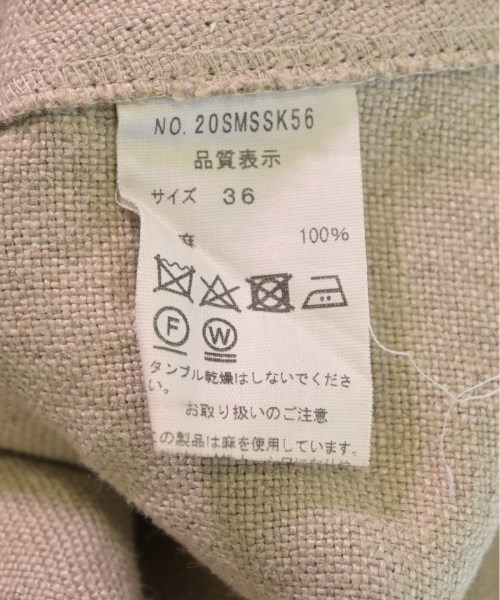 NO. 20SMSSK56
品質表示
サイズ 36
麻 100%
F W
タンブル乾燥はしないでくださ
い。
お取り扱いのご注意
この製品は麻を使用しています。